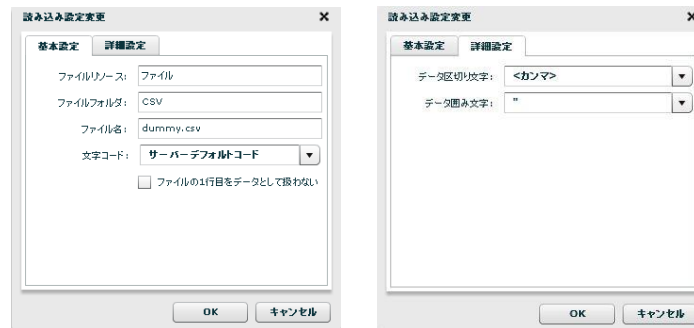 読み込み設定変更
基本設定 詳細設定
ファイルリソース: ファイル
ファイルフォルダ: CSV
ファイル名: dummy.csv
文字コード: サーバーデフォルトコード
ファイルの1行目をデータとして扱わない
OK キャンセル
読み込み設定変更
基本設定 詳細設定
データ区切り文字: <カンマ>
データ囲み文字: "
OK キャンセル